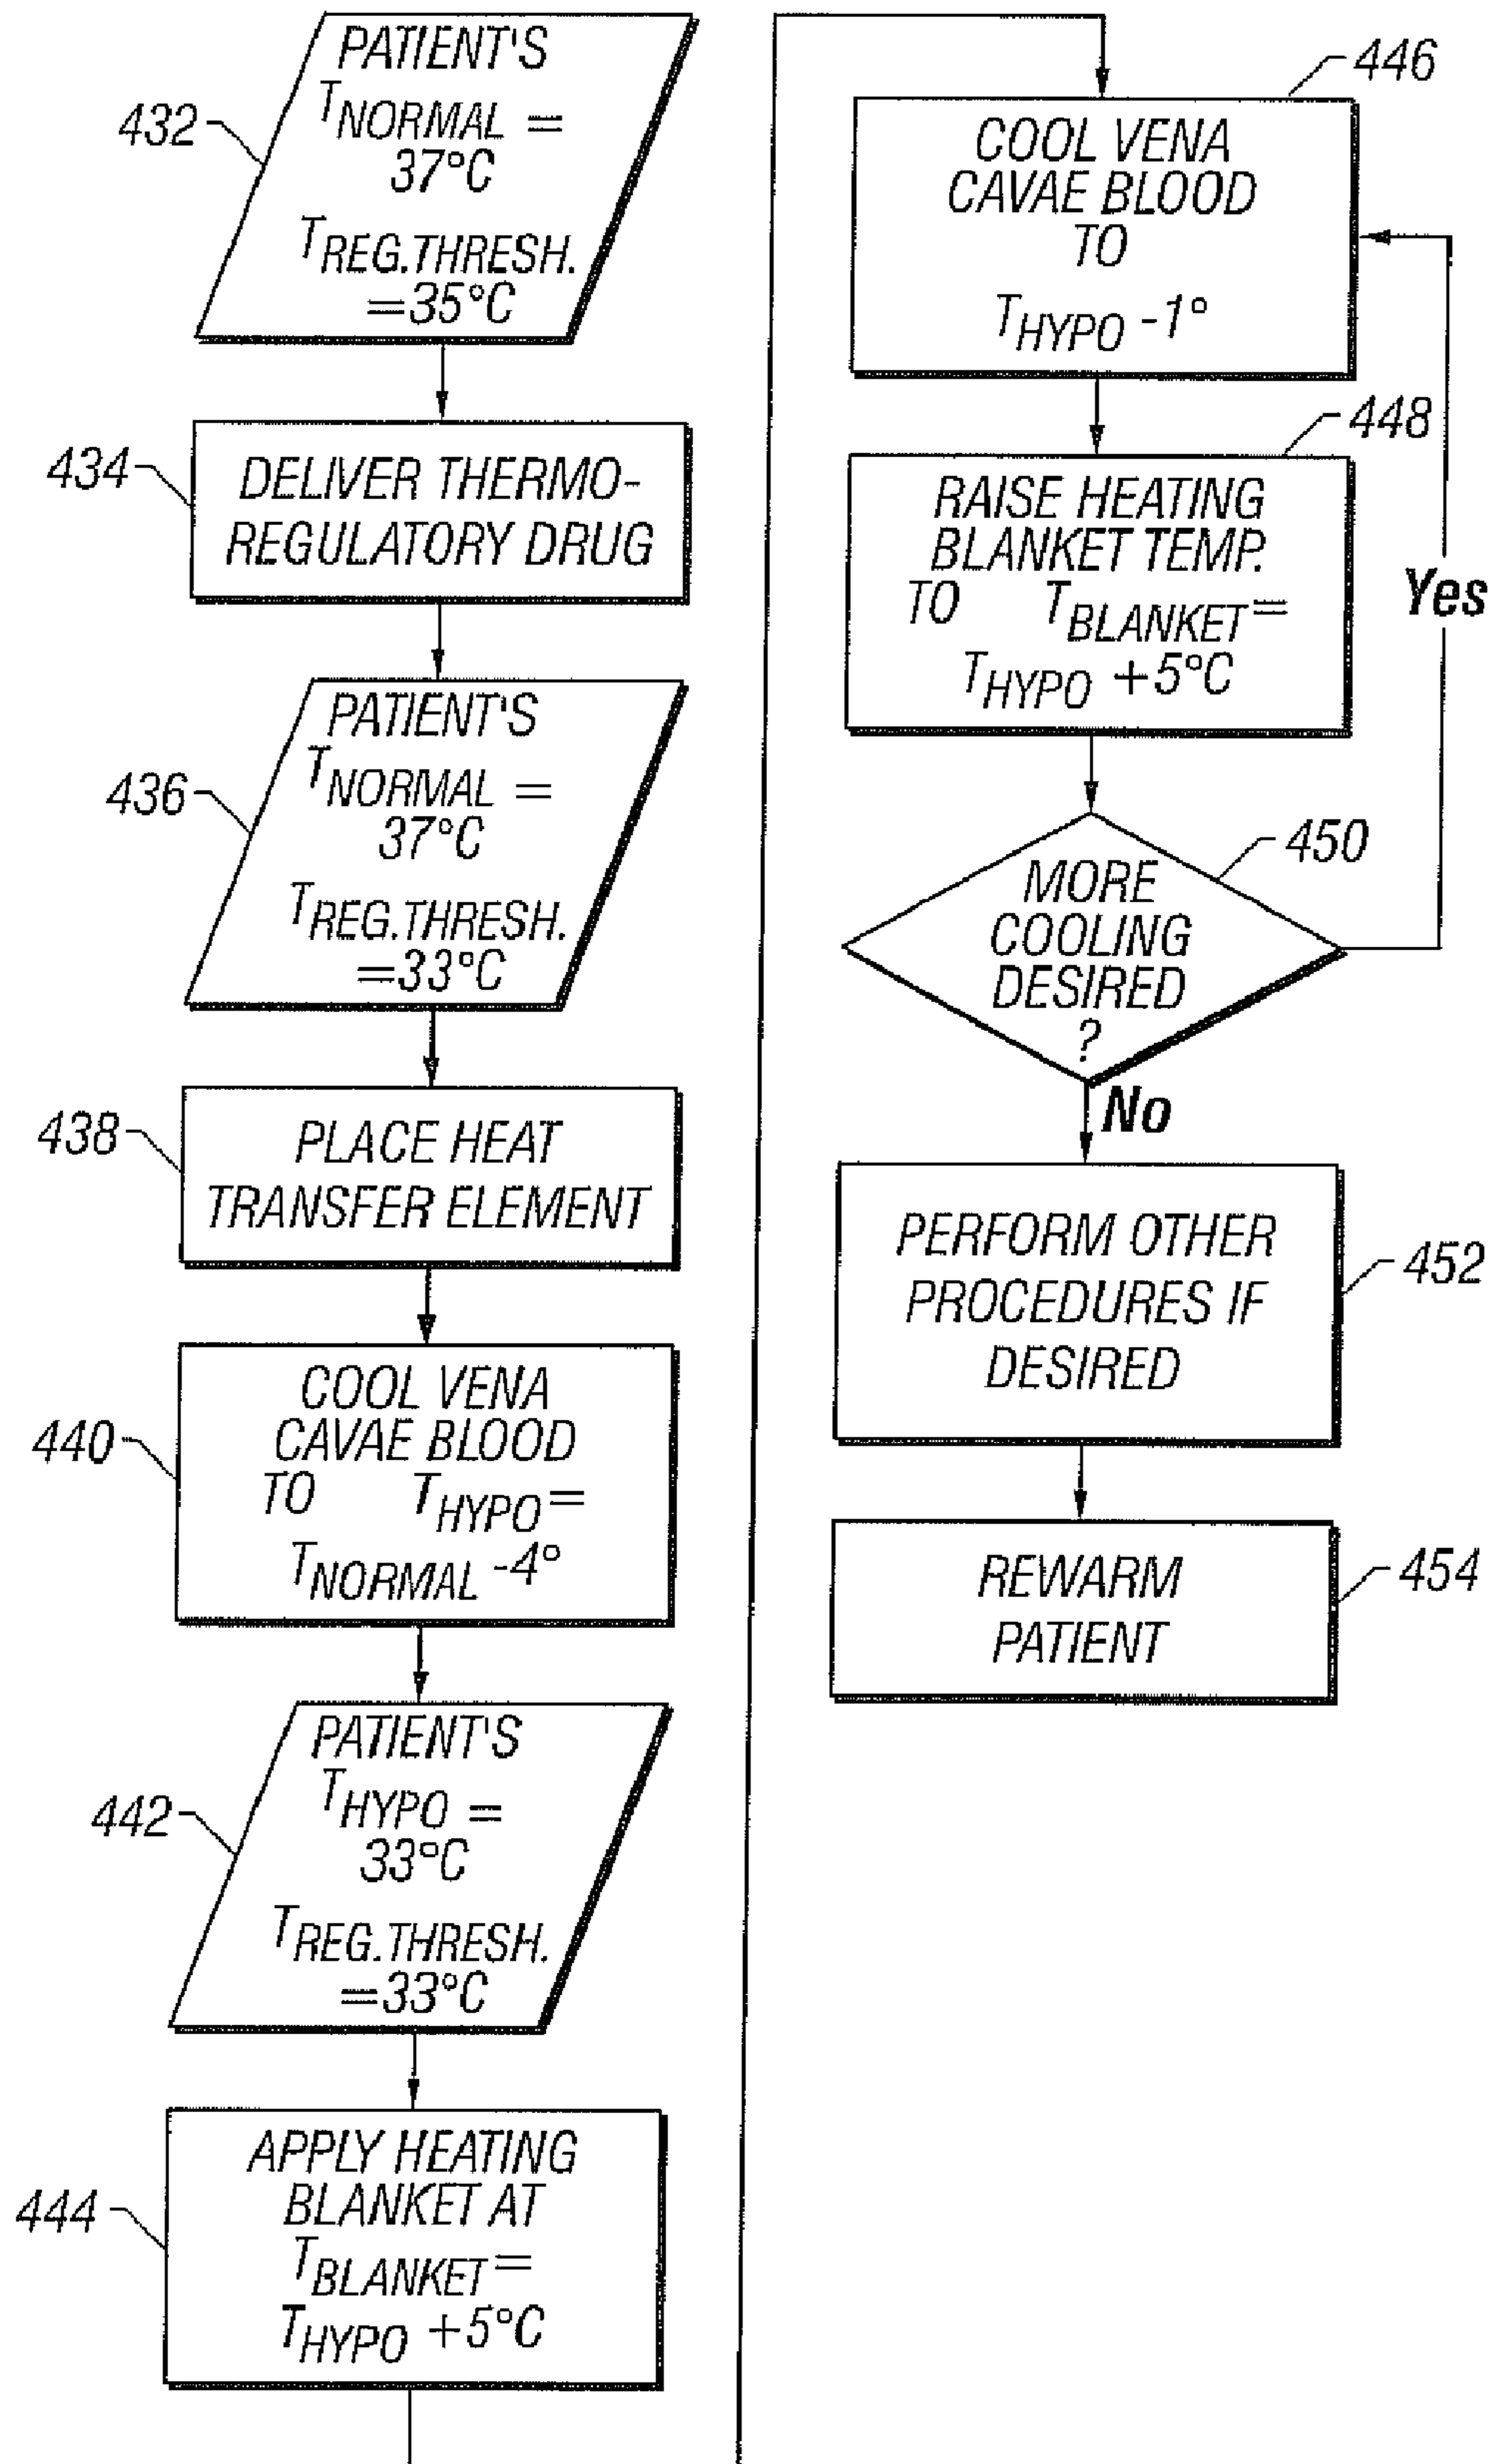 432
PATIENT'S
TNORMAL =
37°C
TREG.THRESH.
=35°C
434
DELIVER THERMO-
REGULATORY DRUG
436
PATIENT'S
TNORMAL =
37°C
TREG.THRESH.
=33°C
438
PLACE HEAT
TRANSFER ELEMENT
440
COOL VENA
CAVAE BLOOD
TO THYPO=
TNORMAL -4°
442
PATIENT'S
THYPO =
33°C
TREG.THRESH.
=33°C
444
APPLY HEATING
BLANKET AT
TBLANKET=
THYPO +5°C
446
COOL VENA
CAVAE BLOOD
TO
THYPO -1°
448
RAISE HEATING
BLANKET TEMP.
TO TBLANKET=
THYPO +5°C
Yes
450
MORE
COOLING
DESIRED
?
No
452
PERFORM OTHER
PROCEDURES IF
DESIRED
454
REWARM
PATIENT